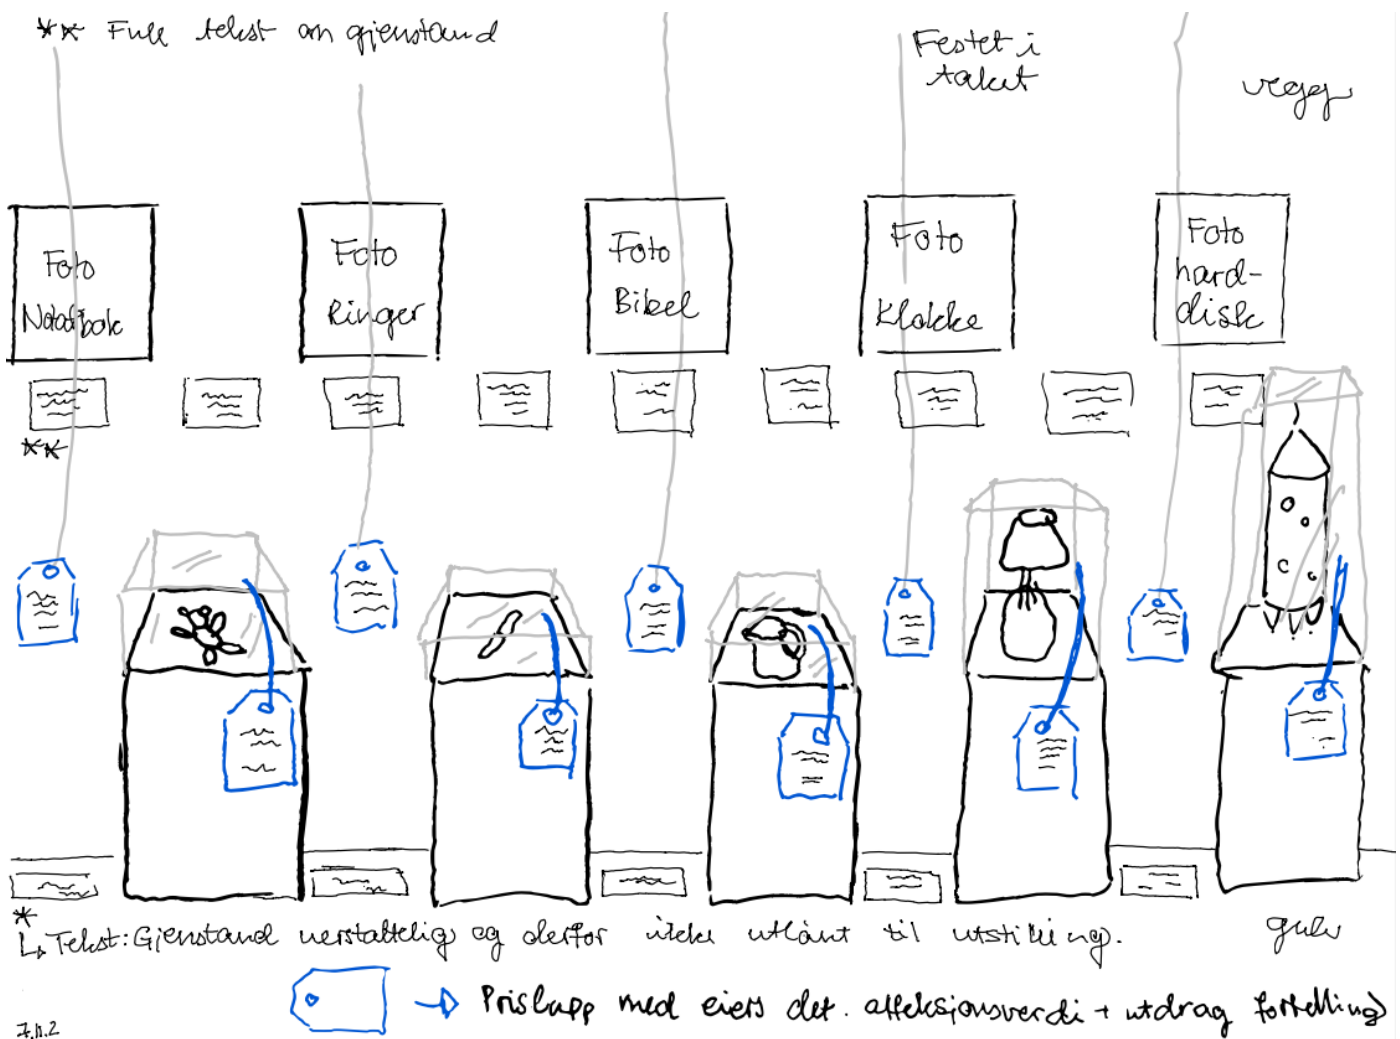 ** Full tekst om gjenstand
Festet i
taket
vegg
Foto
Notatbok
Foto
Ringer
Foto
Bibel
Foto
Klokke
Foto
hard-
disk
**
*
↳ Tekst: Gjenstand uerstattelig og derfor ikke utlånt til utstilling.
gulv
→ Prislapp med eiers det. affeksjonsverdi + utdrag fortelling